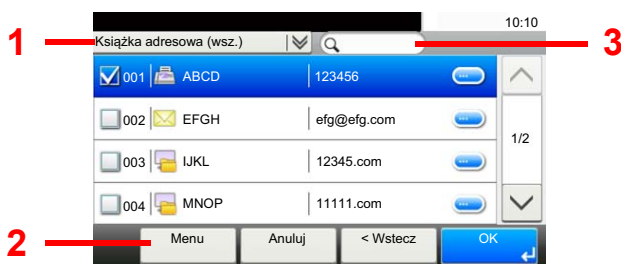 10:10
1 Książka adresowa (wsz.) 3
001 ABCD 123456
002 EFGH efg@efg.com
003 IJKL 12345.com
1/2
004 MNOP 11111.com
2 Menu Anuluj < Wstecz OK